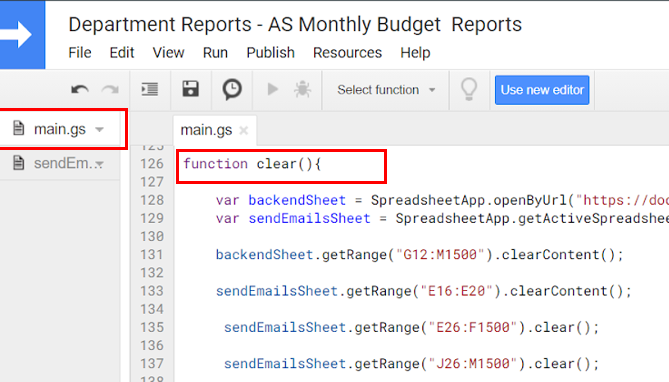 Department Reports - AS Monthly Budget Reports
File Edit View Run Publish Resources Help
Select function Use new editor
main.gs
sendEm...
main.gs ×
125
126 function clear(){
127
128 var backendSheet = SpreadsheetApp.openByUrl("https://doc
129 var sendEmailsSheet = SpreadsheetApp.getActiveSpreadshee
130
131 backendSheet.getRange("G12:M1500").clearContent();
132
133 sendEmailsSheet.getRange("E16:E20").clearContent();
134
135 sendEmailsSheet.getRange("E26:F1500").clear();
136
137 sendEmailsSheet.getRange("J26:M1500").clear();
138